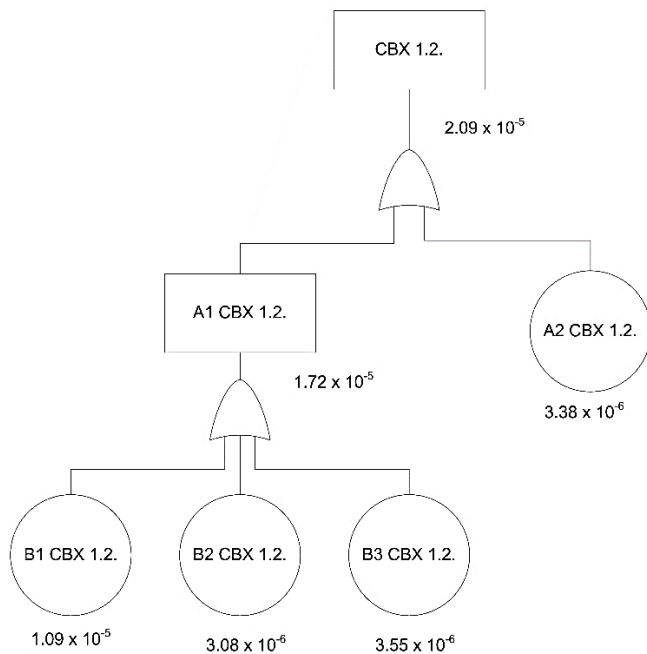 CBX 1.2.
2.09 x 10⁻⁵
A1 CBX 1.2.
A2 CBX 1.2.
1.72 x 10⁻⁵
3.38 x 10⁻⁶
B1 CBX 1.2.
B2 CBX 1.2.
B3 CBX 1.2.
1.09 x 10⁻⁵
3.08 x 10⁻⁶
3.55 x 10⁻⁶